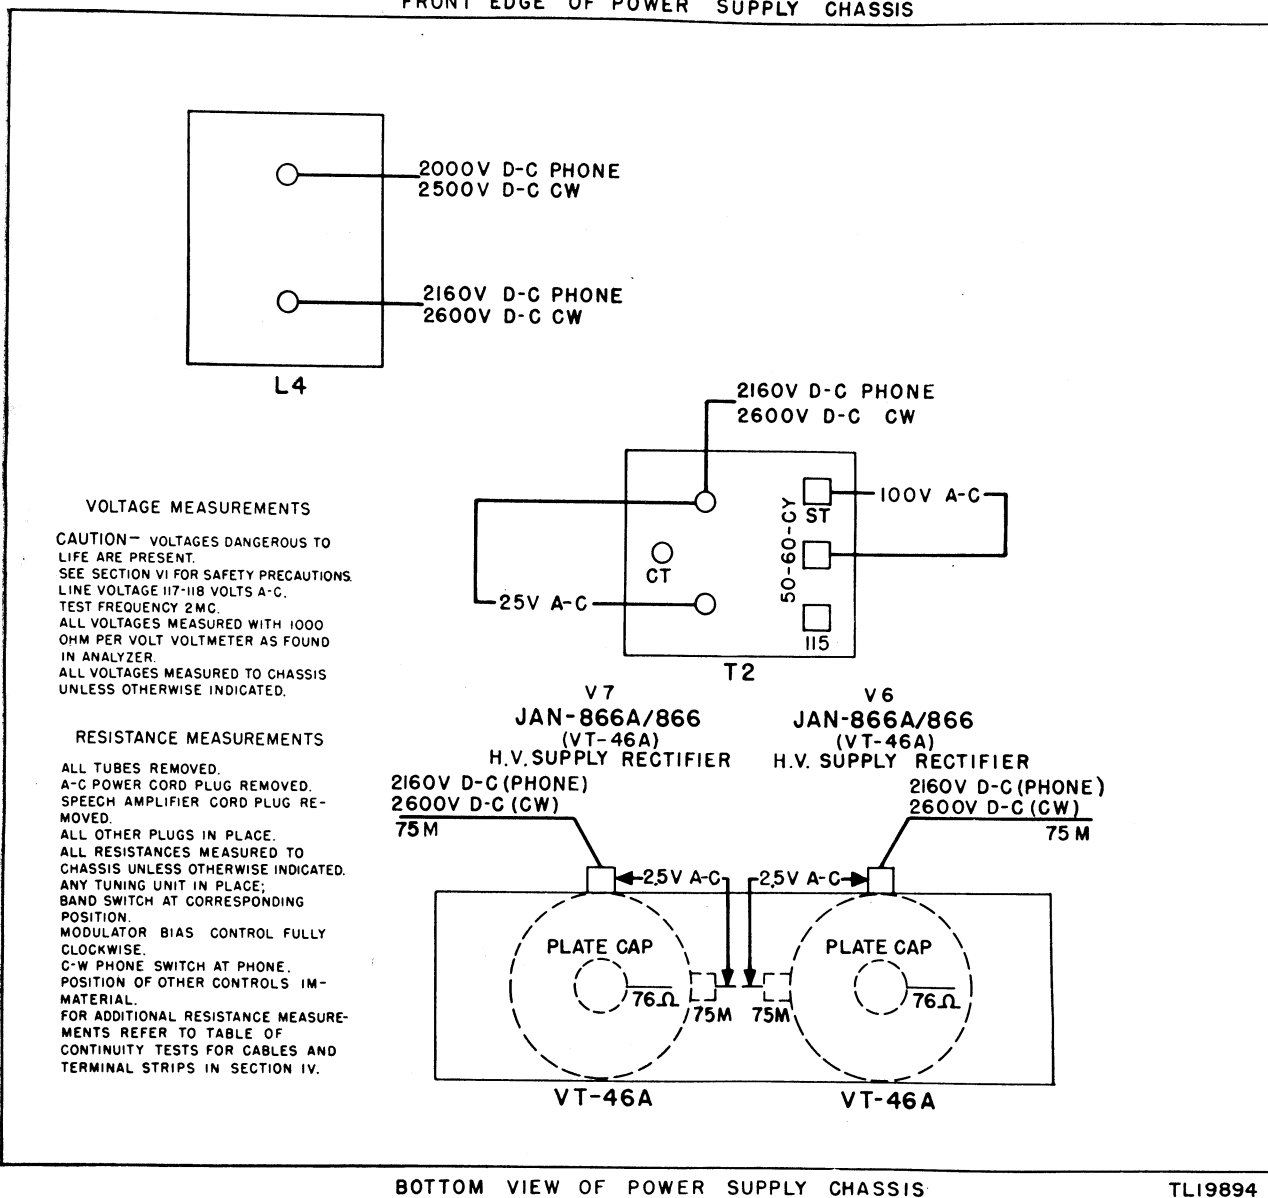 FRONT EDGE OF POWER SUPPLY CHASSIS
2000V D-C PHONE
2500V D-C CW
2160V D-C PHONE
2600V D-C CW
L4
2160V D-C PHONE
2600V D-C CW
ST
100V A-C
50-60-CY
CT
25V A-C
115
T2
VOLTAGE MEASUREMENTS
CAUTION- VOLTAGES DANGEROUS TO
LIFE ARE PRESENT.
SEE SECTION VI FOR SAFETY PRECAUTIONS.
LINE VOLTAGE 117-118 VOLTS A-C.
TEST FREQUENCY 2MC.
ALL VOLTAGES MEASURED WITH 1000
OHM PER VOLT VOLTMETER AS FOUND
IN ANALYZER.
ALL VOLTAGES MEASURED TO CHASSIS
UNLESS OTHERWISE INDICATED.
RESISTANCE MEASUREMENTS
ALL TUBES REMOVED.
A-C POWER CORD PLUG REMOVED.
SPEECH AMPLIFIER CORD PLUG RE-
MOVED.
ALL OTHER PLUGS IN PLACE.
ALL RESISTANCES MEASURED TO
CHASSIS UNLESS OTHERWISE INDICATED.
ANY TUNING UNIT IN PLACE;
BAND SWITCH AT CORRESPONDING
POSITION.
MODULATOR BIAS CONTROL FULLY
CLOCKWISE.
C-W PHONE SWITCH AT PHONE.
POSITION OF OTHER CONTROLS IM-
MATERIAL.
FOR ADDITIONAL RESISTANCE MEASURE-
MENTS REFER TO TABLE OF
CONTINUITY TESTS FOR CABLES AND
TERMINAL STRIPS IN SECTION IV.
V7
JAN-866A/866
(VT-46A)
H.V. SUPPLY RECTIFIER
2160V D-C (PHONE)
2600V D-C (CW)
75M
V6
JAN-866A/866
(VT-46A)
H.V. SUPPLY RECTIFIER
2160V D-C (PHONE)
2600V D-C (CW)
75M
2.5V A-C
2.5V A-C
PLATE CAP
76Ω
75M
PLATE CAP
76Ω
75M
VT-46A
VT-46A
BOTTOM VIEW OF POWER SUPPLY CHASSIS
TL19894